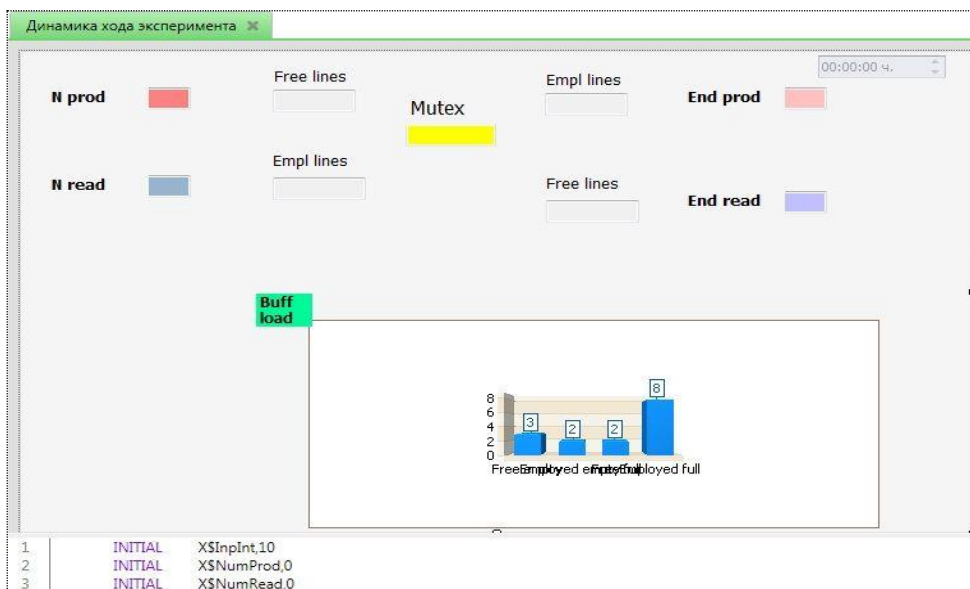 Динамика хода эксперимента
00:00:00 ч.
Free lines
Empl lines
N prod
Mutex
End prod
Empl lines
N read
Free lines
End read
Buff
load
8
6
4
2
0
3
2
2
8
1 INITIAL X$InpInt,10
2 INITIAL X$NumProd,0
3 INITIAL X$NumRead,0